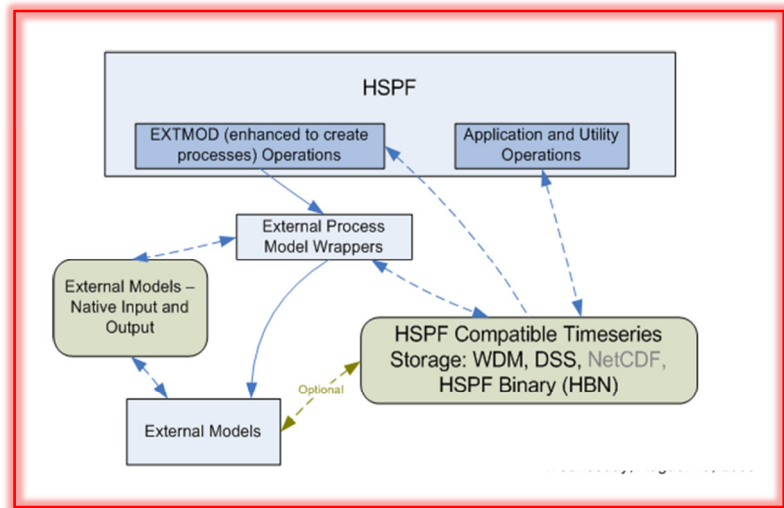 HSPF
EXTMOD (enhanced to create
processes) Operations
Application and Utility
Operations
External Process
Model Wrappers
External Models –
Native Input and
Output
HSPF Compatible Timeseries
Storage: WDM, DSS, NetCDF,
HSPF Binary (HBN)
Optional
External Models